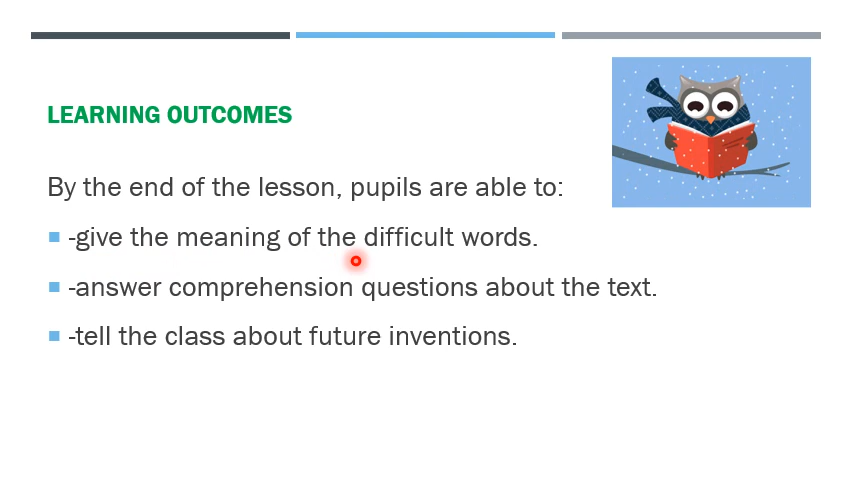 LEARNING OUTCOMES
By the end of the lesson, pupils are able to:
-give the meaning of the difficult words.
-answer comprehension questions about the text.
-tell the class about future inventions.